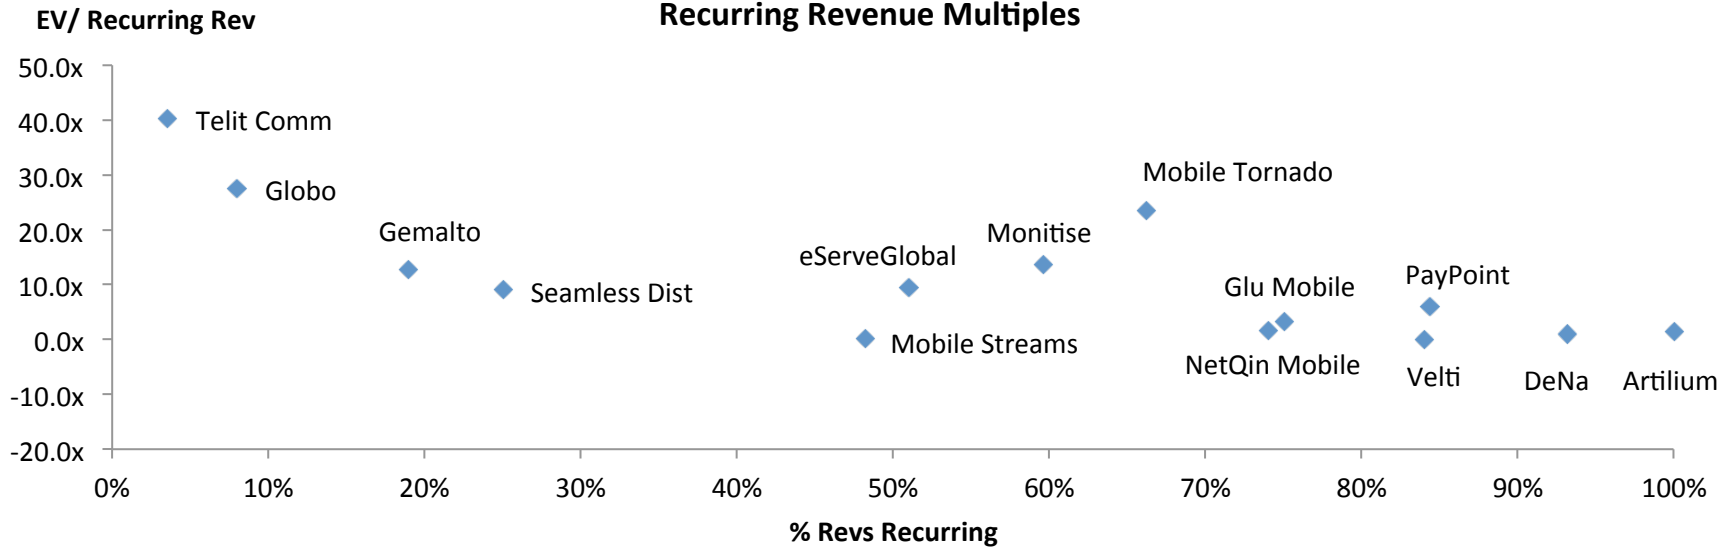 Recurring Revenue Multiples
EV/ Recurring Rev
50.0x
40.0x
30.0x
20.0x
10.0x
0.0x
-10.0x
-20.0x
Telit Comm
Globo
Gemalto
Seamless Dist
eServeGlobal
Mobile Streams
Monitise
Mobile Tornado
Glu Mobile
NetQin Mobile
PayPoint
Velti
DeNa
Artilium
0%
10%
20%
30%
40%
50%
60%
70%
80%
90%
100%
% Revs Recurring